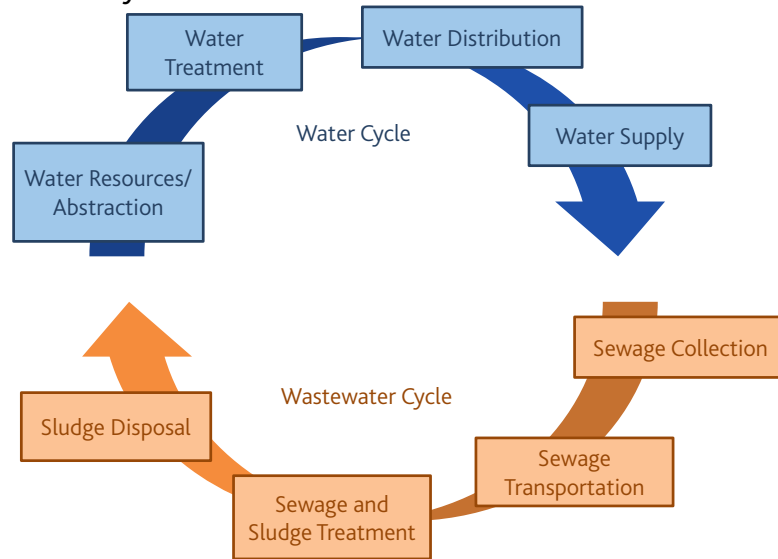 Water
Treatment
Water Distribution
Water Cycle
Water Supply
Water Resources/
Abstraction
Sewage Collection
Wastewater Cycle
Sludge Disposal
Sewage
Transportation
Sewage and
Sludge Treatment